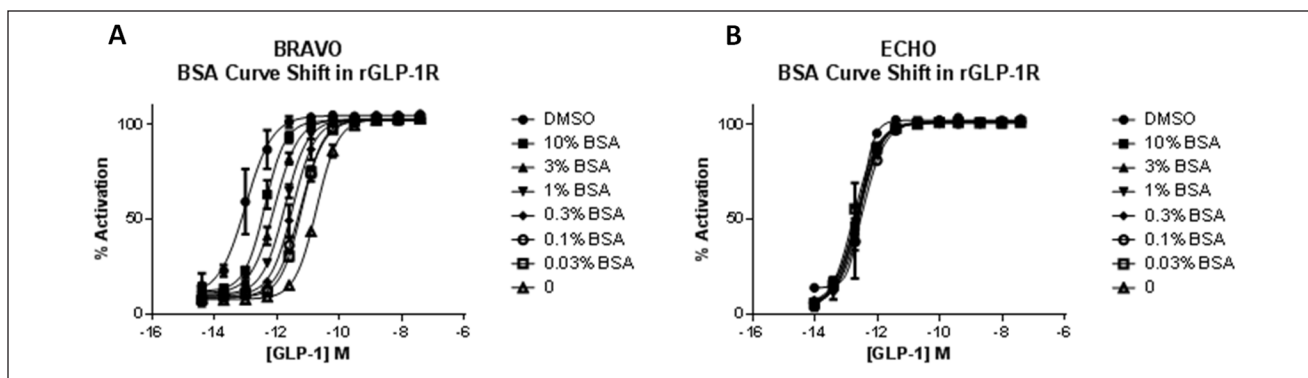 A
BRAVO
BSA Curve Shift in rGLP-1R
% Activation
100
50
0
-16 -14 -12 -10 -8 -6
[GLP-1] M
DMSO
10% BSA
3% BSA
1% BSA
0.3% BSA
0.1% BSA
0.03% BSA
0
B
ECHO
BSA Curve Shift in rGLP-1R
% Activation
100
50
0
-16 -14 -12 -10 -8 -6
[GLP-1] M
DMSO
10% BSA
3% BSA
1% BSA
0.3% BSA
0.1% BSA
0.03% BSA
0